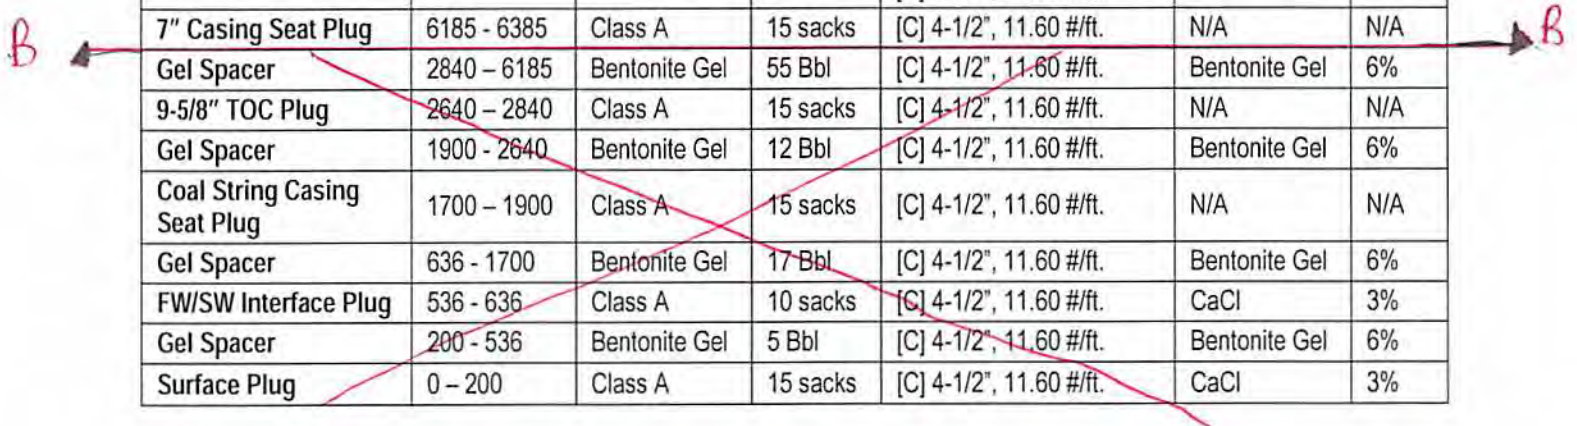 B B
7" Casing Seat Plug 6185 - 6385 Class A 15 sacks [C] 4-1/2", 11.60 #/ft. N/A N/A
Gel Spacer 2840 – 6185 Bentonite Gel 55 Bbl [C] 4-1/2", 11.60 #/ft. Bentonite Gel 6%
9-5/8" TOC Plug 2640 – 2840 Class A 15 sacks [C] 4-1/2", 11.60 #/ft. N/A N/A
Gel Spacer 1900 - 2640 Bentonite Gel 12 Bbl [C] 4-1/2", 11.60 #/ft. Bentonite Gel 6%
Coal String Casing
Seat Plug 1700 – 1900 Class A 15 sacks [C] 4-1/2", 11.60 #/ft. N/A N/A
Gel Spacer 636 - 1700 Bentonite Gel 17 Bbl [C] 4-1/2", 11.60 #/ft. Bentonite Gel 6%
FW/SW Interface Plug 536 - 636 Class A 10 sacks [C] 4-1/2", 11.60 #/ft. CaCl 3%
Gel Spacer 200 - 536 Bentonite Gel 5 Bbl [C] 4-1/2", 11.60 #/ft. Bentonite Gel 6%
Surface Plug 0 – 200 Class A 15 sacks [C] 4-1/2", 11.60 #/ft. CaCl 3%